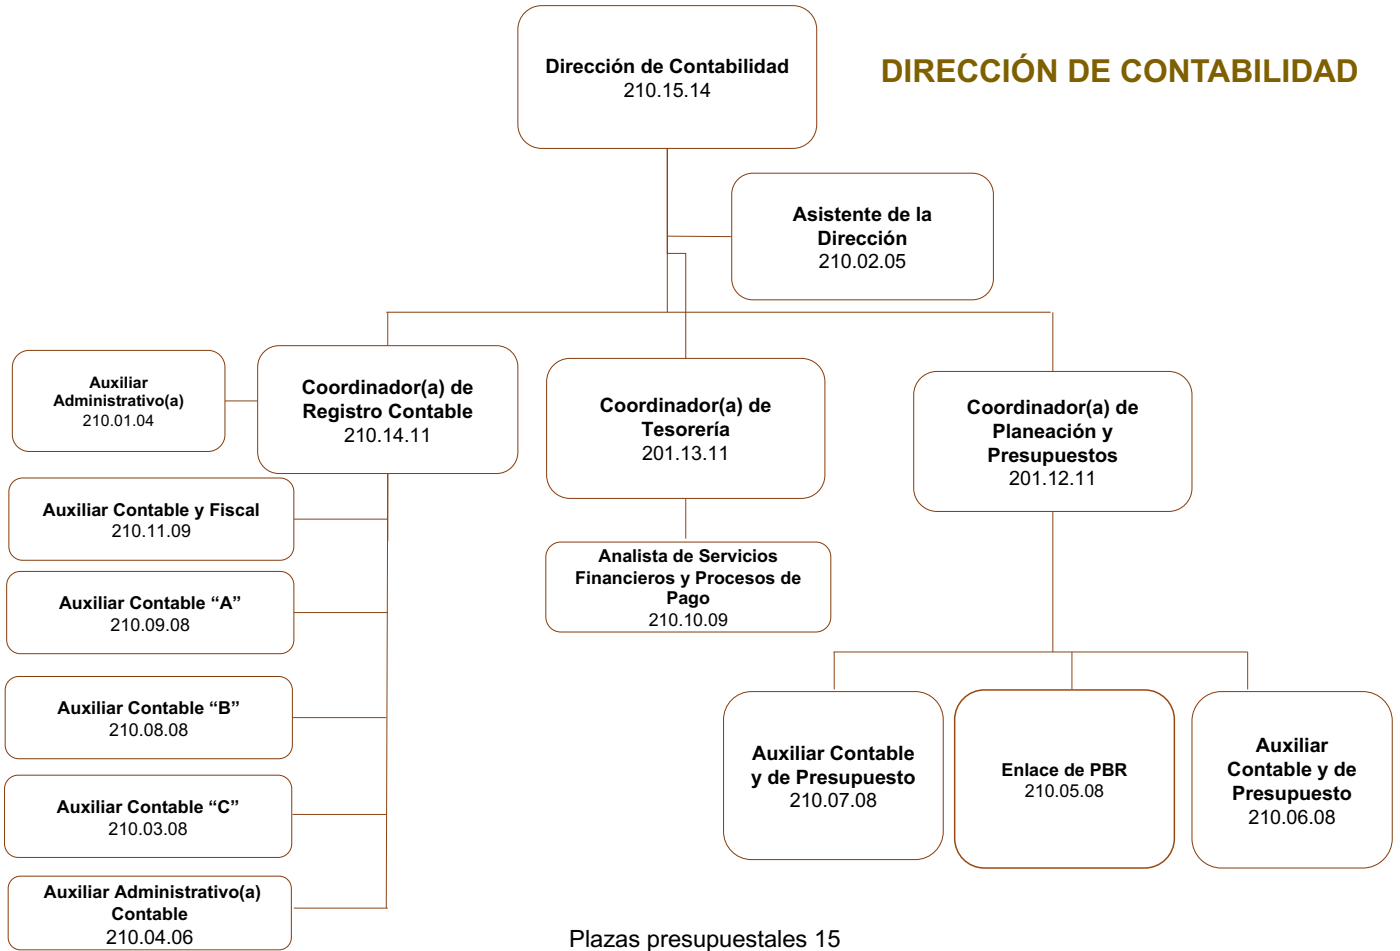 Dirección de Contabilidad
210.15.14
DIRECCIÓN DE CONTABILIDAD
Asistente de la
Dirección
210.02.05
Auxiliar
Administrativo(a)
210.01.04
Coordinador(a) de
Registro Contable
210.14.11
Coordinador(a) de
Tesorería
201.13.11
Coordinador(a) de
Planeación y
Presupuestos
201.12.11
Auxiliar Contable y Fiscal
210.11.09
Auxiliar Contable “A”
210.09.08
Auxiliar Contable “B”
210.08.08
Auxiliar Contable “C”
210.03.08
Auxiliar Administrativo(a)
Contable
210.04.06
Analista de Servicios
Financieros y Procesos de
Pago
210.10.09
Auxiliar Contable
y de Presupuesto
210.07.08
Enlace de PBR
210.05.08
Auxiliar
Contable y de
Presupuesto
210.06.08
Plazas presupuestales 15